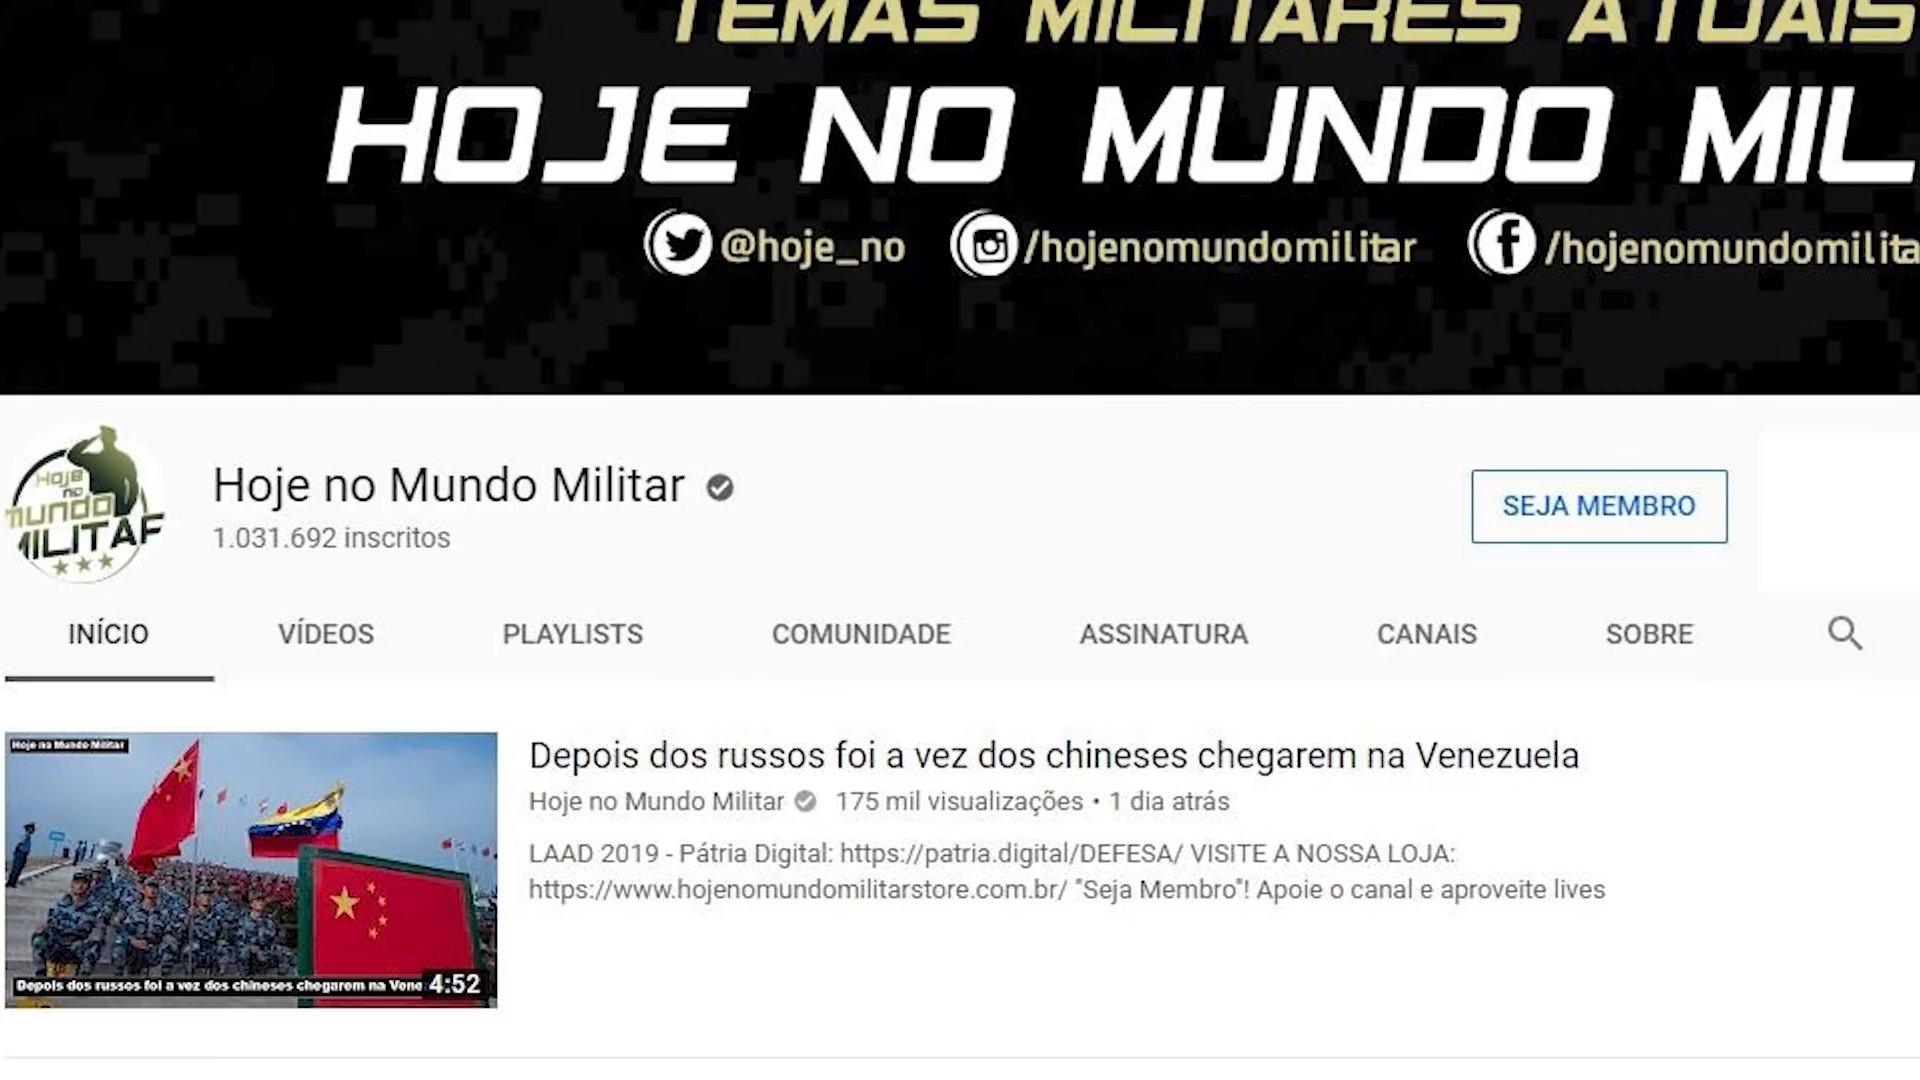 TEMAS MILITARES ATUAIS
HOJE NO MUNDO MIL
@hoje_no
/hojenomundomilitar
/hojenomundomilita
Hoje
no
mundo
MILITAR
Hoje no Mundo Militar
1.031.692 inscritos
SEJA MEMBRO
INÍCIO
VÍDEOS
PLAYLISTS
COMUNIDADE
ASSINATURA
CANAIS
SOBRE
Hoje no Mundo Militar
Depois dos russos foi a vez dos chineses chegarem na Vene
4:52
Depois dos russos foi a vez dos chineses chegarem na Venezuela
Hoje no Mundo Militar 175 mil visualizações • 1 dia atrás
LAAD 2019 - Pátria Digital: https://patria.digital/DEFESA/ VISITE A NOSSA LOJA:
https://www.hojenomundomilitarstore.com.br/ "Seja Membro"! Apoie o canal e aproveite lives